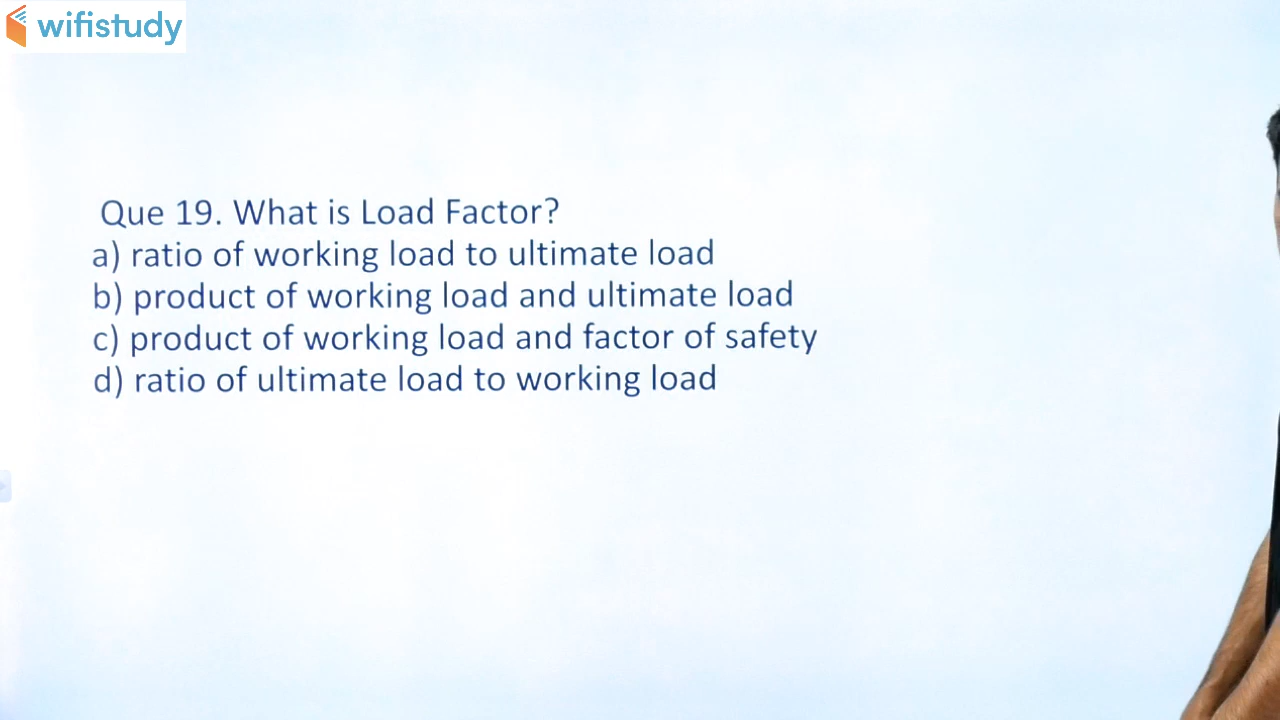 wifistudy
Que 19. What is Load Factor?
a) ratio of working load to ultimate load
b) product of working load and ultimate load
c) product of working load and factor of safety
d) ratio of ultimate load to working load